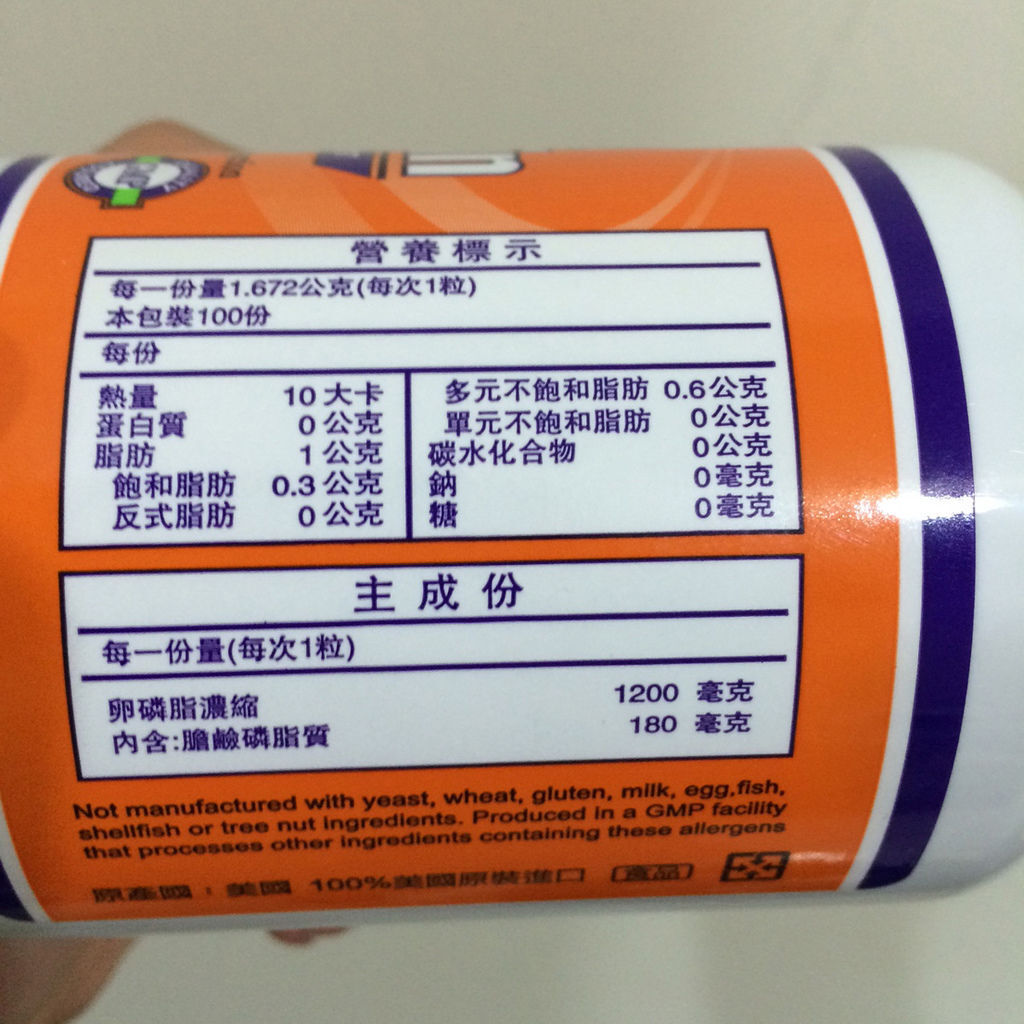 營養標示
每一份量1.672公克(每次1粒)
本包裝100份
每份
熱量 10 大卡
蛋白質 0 公克
脂肪 1 公克
飽和脂肪 0.3 公克
反式脂肪 0 公克
多元不飽和脂肪 0.6公克
單元不飽和脂肪 0公克
碳水化合物 0公克
鈉 0毫克
糖 0毫克
主成份
每一份量(每次1粒)
卵磷脂濃縮 1200 毫克
內含:膽鹼磷脂質 180 毫克
Not manufactured with yeast, wheat, gluten, milk, egg,fish,
shellfish or tree nut ingredients. Produced in a GMP facility
that processes other ingredients containing these allergens
原產國：美國 100%美國原裝進口 食品